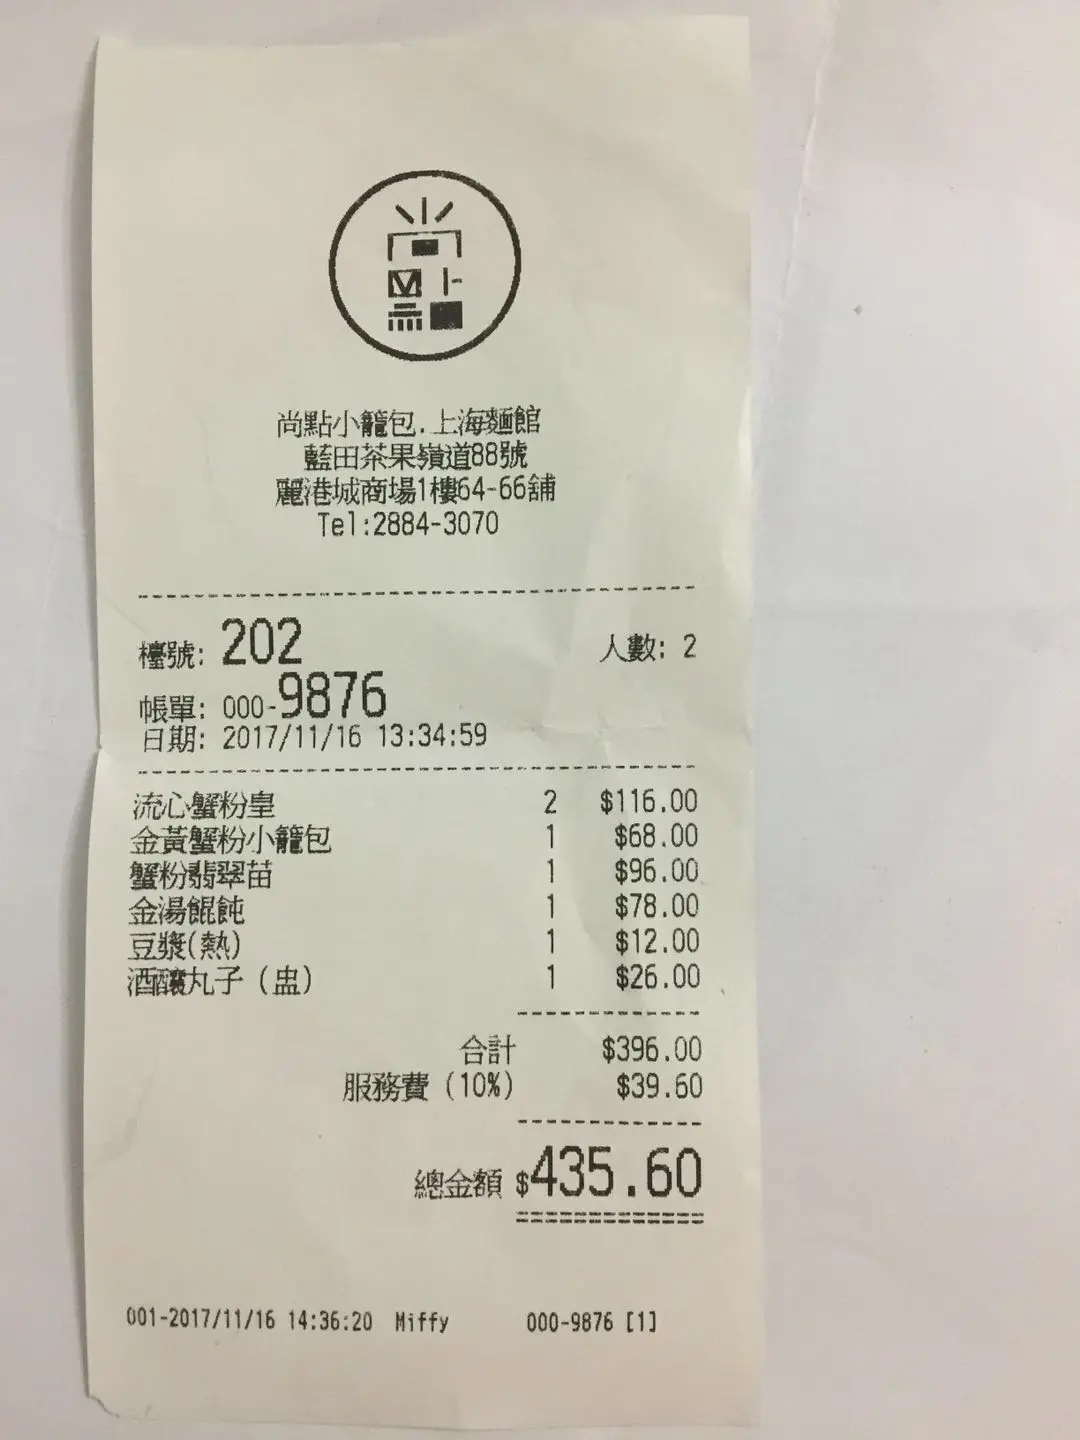 尚點
尚點小籠包.上海麵館
藍田茶果嶺道88號
麗港城商場1樓64-66舖
Tel:2884-3070
檯號: 202 人數: 2
帳單: 000-9876
日期: 2017/11/16 13:34:59
流心蟹粉皇 2 $116.00
金黃蟹粉小籠包 1 $68.00
蟹粉翡翠苗 1 $96.00
金湯餛飩 1 $78.00
豆漿(熱) 1 $12.00
酒釀丸子（盅） 1 $26.00
合計 $396.00
服務費（10%） $39.60
總金額 $435.60
001-2017/11/16 14:36:20 Miffy 000-9876 [1]